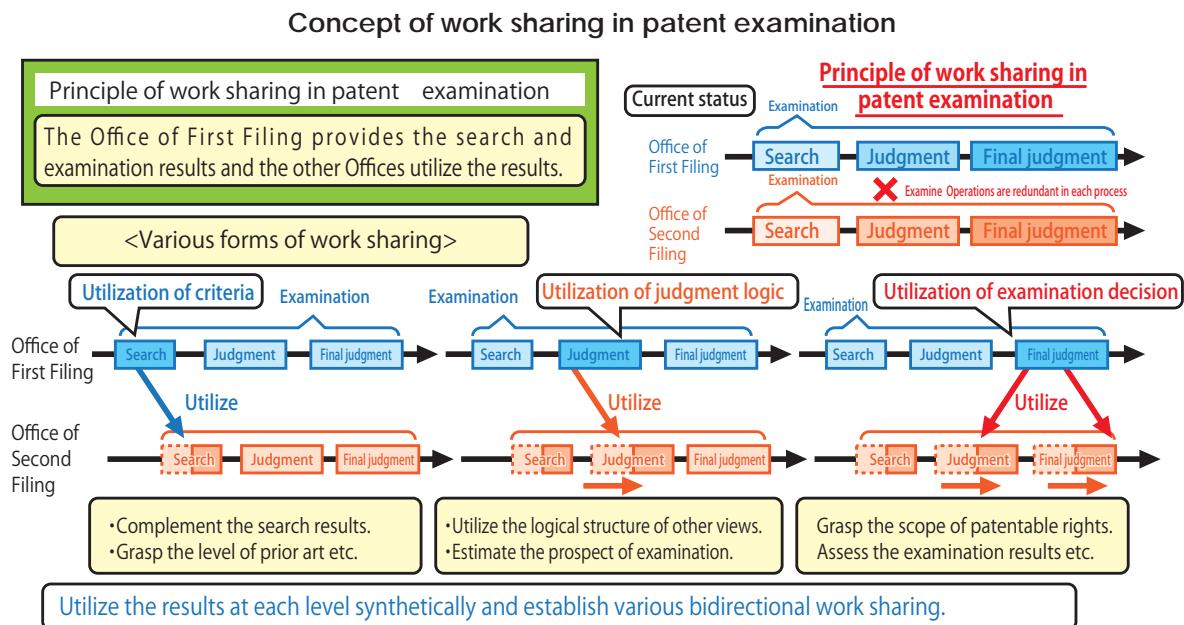 Concept of work sharing in patent examination
Principle of work sharing in patent examination
The Office of First Filing provides the search and
examination results and the other Offices utilize the results.
Current status
Principle of work sharing in
patent examination
Examination
Office of
First Filing
Search
Judgment
Final judgment
Examination
Examine Operations are redundant in each process
Office of
Second
Filing
Search
Judgment
Final judgment
<Various forms of work sharing>
Utilization of criteria
Examination
Examination
Utilization of judgment logic
Examination
Utilization of examination decision
Office of
First Filing
Search
Judgment
Final judgment
Search
Judgment
Final judgment
Search
Judgment
Final judgment
Utilize
Utilize
Utilize
Office of
Second
Filing
Search
Judgment
Final judgment
Search
Judgment
Final judgment
Search
Judgment
Final judgment
・Complement the search results.
・Grasp the level of prior art etc.
・Utilize the logical structure of other views.
・Estimate the prospect of examination.
Grasp the scope of patentable rights.
Assess the examination results etc.
Utilize the results at each level synthetically and establish various bidirectional work sharing.